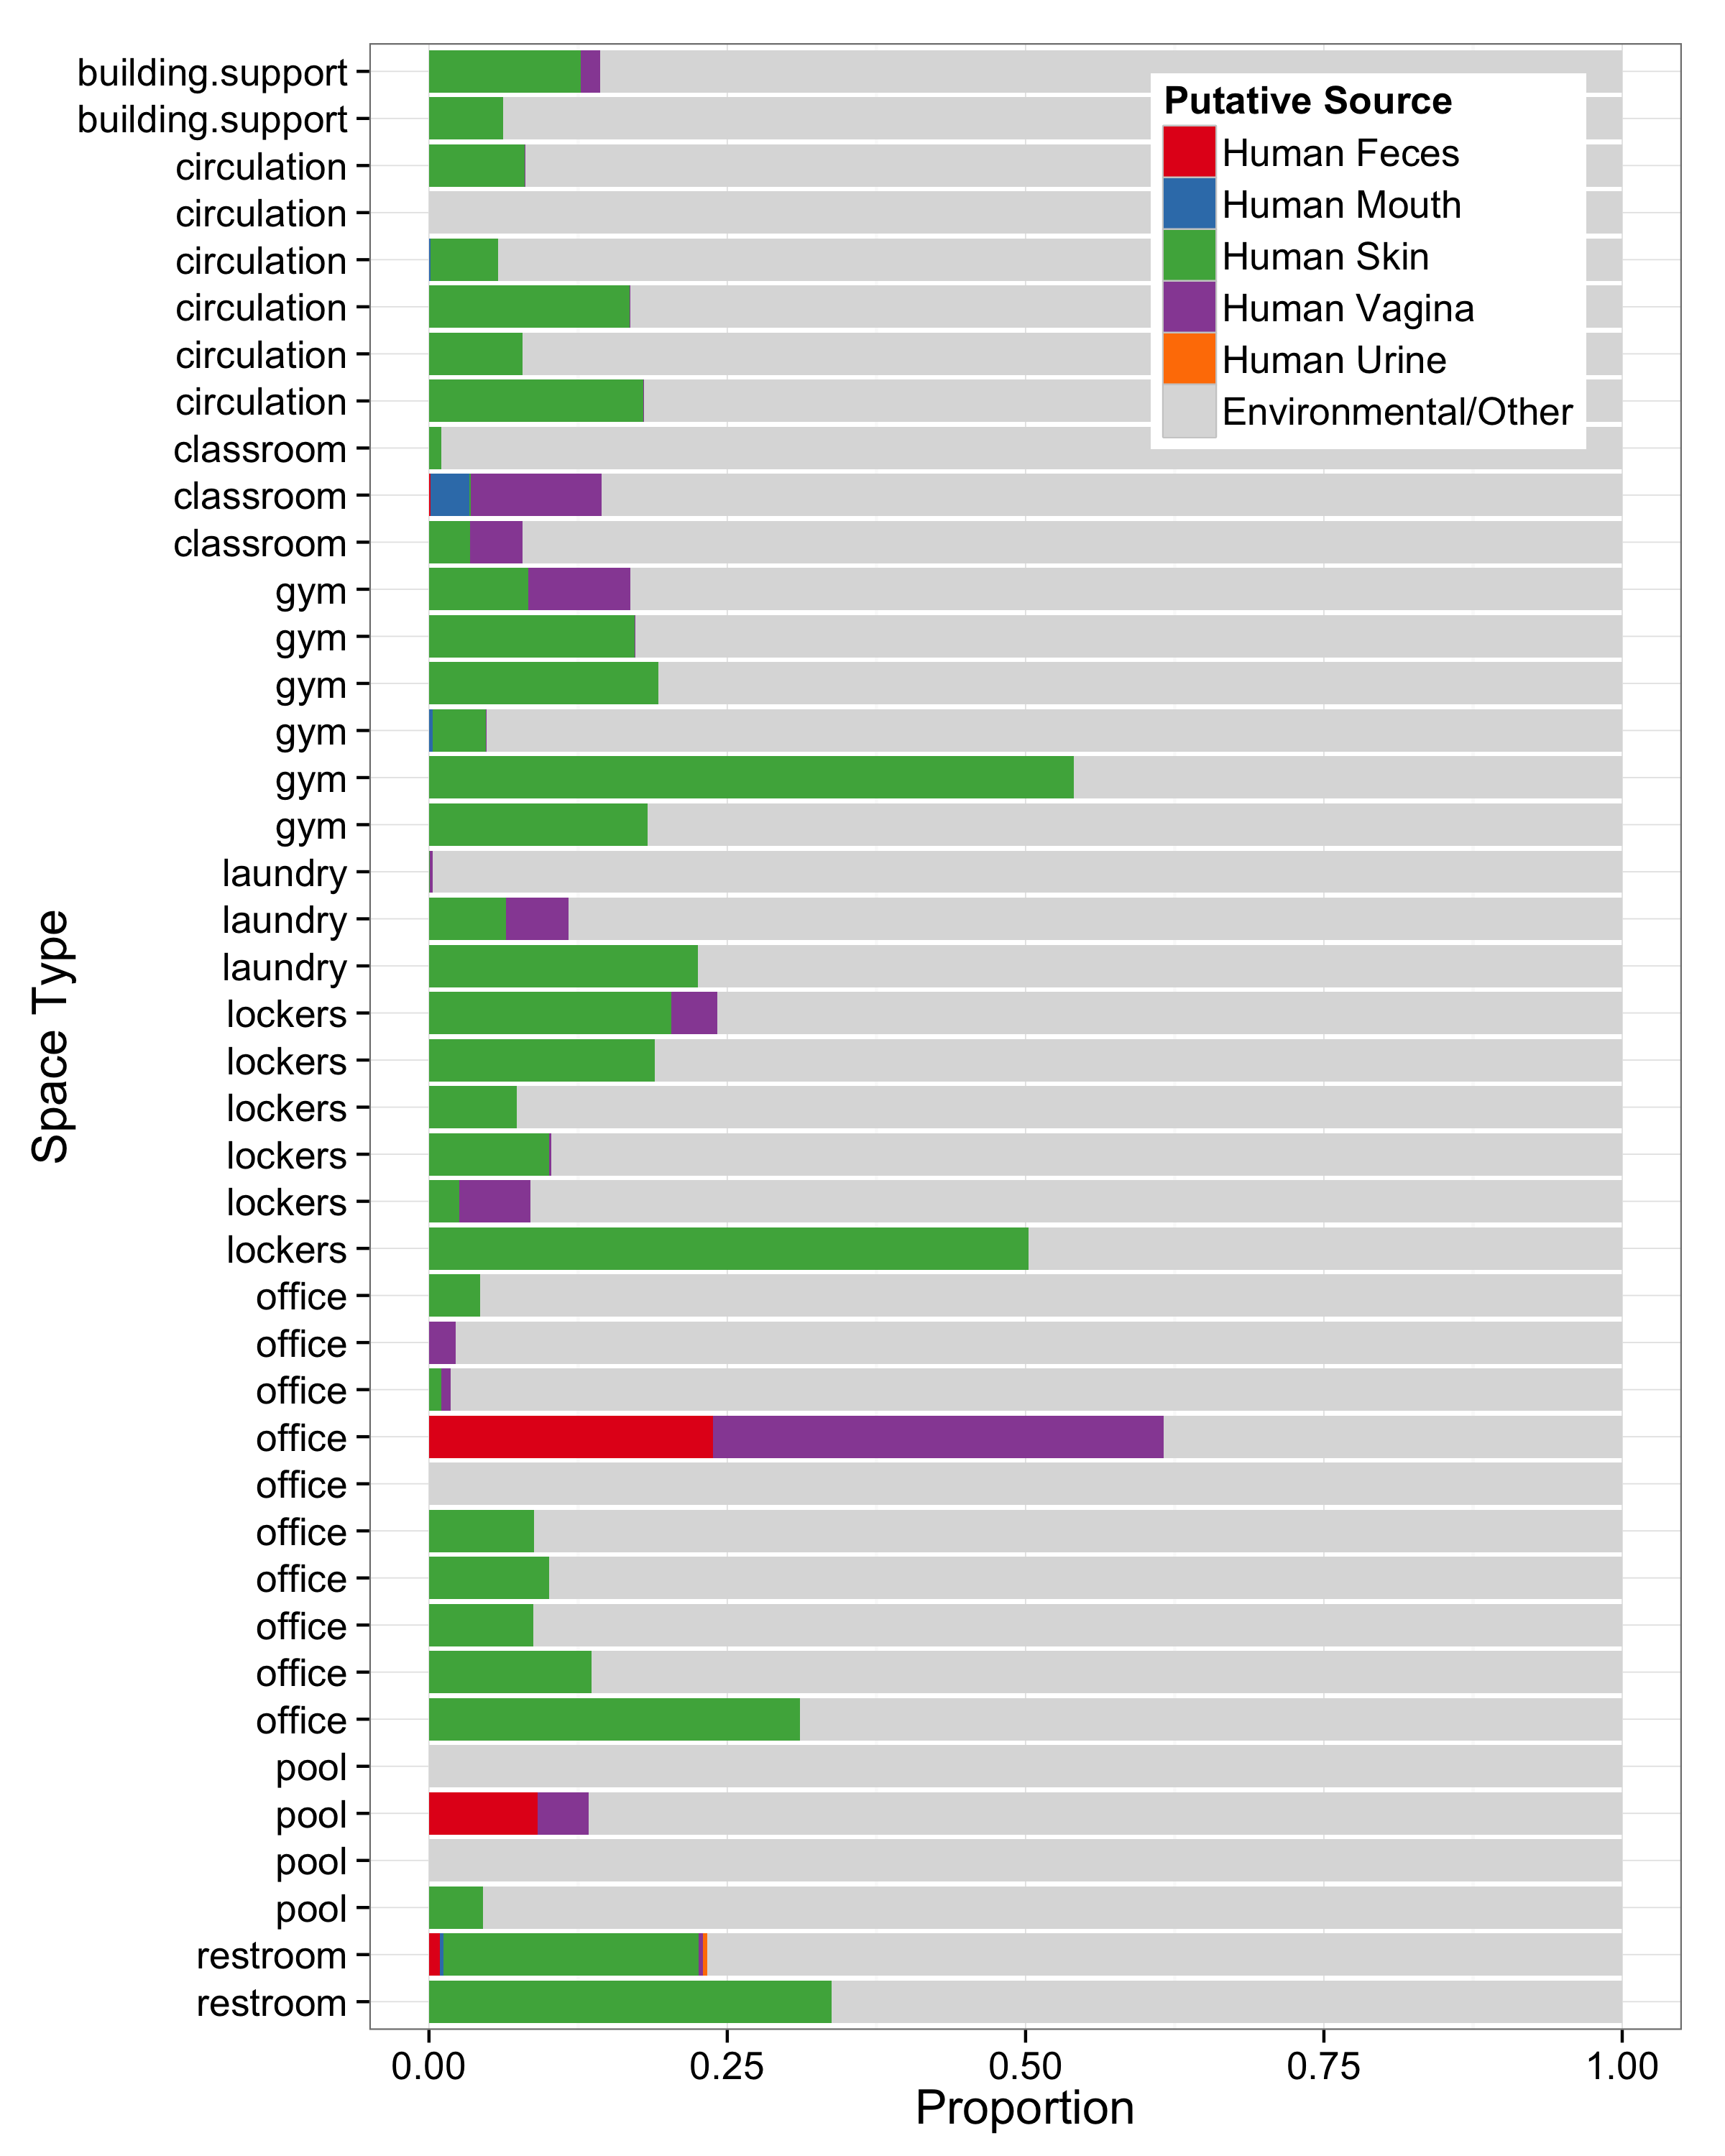 building.support
building.support
circulation
circulation
circulation
circulation
circulation
circulation
classroom
classroom
classroom
gym
gym
gym
gym
gym
gym
laundry
laundry
laundry
lockers
lockers
lockers
lockers
lockers
lockers
office
office
office
office
office
office
office
office
office
office
pool
pool
pool
pool
restroom
restroom
Space Type
Putative Source
Human Feces
Human Mouth
Human Skin
Human Vagina
Human Urine
Environmental/Other
0.00 0.25 0.50 0.75 1.00
Proportion